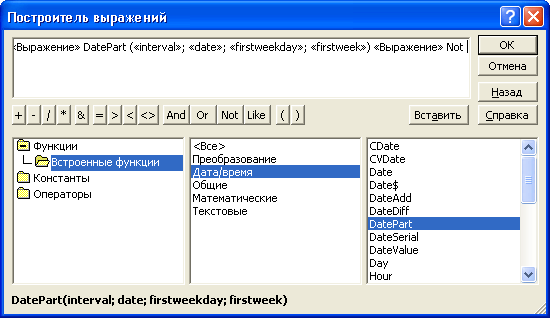 Построитель выражений
«Выражение» DatePart («interval»; «date»; «firstweekday»; «firstweek») «Выражение» Not
OK
Отмена
Назад
+ - / * & = > < <> And Or Not Like ( ) Вставить Справка
Функции
Встроенные функции
Константы
Операторы
<Все>
Преобразование
Дата/время
Общие
Математические
Текстовые
CDate
CVDate
Date
Date$
DateAdd
DateDiff
DatePart
DateSerial
DateValue
Day
Hour
DatePart(interval; date; firstweekday; firstweek)